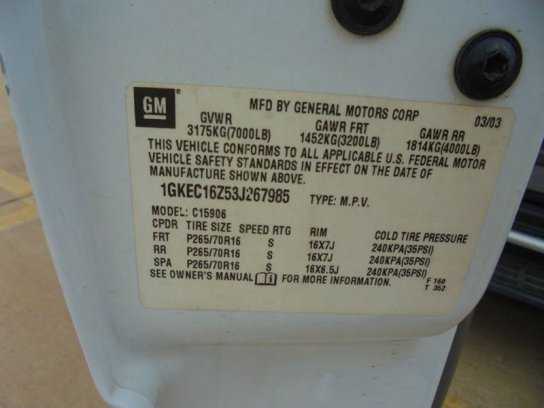 GM
MFD BY GENERAL MOTORS CORP 03/03
GVWR GAWR FRT GAWR RR
3175KG(7000LB) 1452KG(3200LB) 1814KG(4000LB)
THIS VEHICLE CONFORMS TO ALL APPLICABLE U.S. FEDERAL MOTOR
VEHICLE SAFETY STANDARDS IN EFFECT ON THE DATE OF
MANUFACTURE SHOWN ABOVE.
1GKEC16Z53J267985 TYPE: M.P.V.
MODEL: C15906
CPDR TIRE SIZE SPEED RTG RIM COLD TIRE PRESSURE
FRT P265/70R16 S 16X7J 240KPA(35PSI)
RR P265/70R16 S 16X7J 240KPA(35PSI)
SPA P265/70R16 S 16X6.5J 240KPA(35PSI)
SEE OWNER'S MANUAL FOR MORE INFORMATION. F 160
T 352